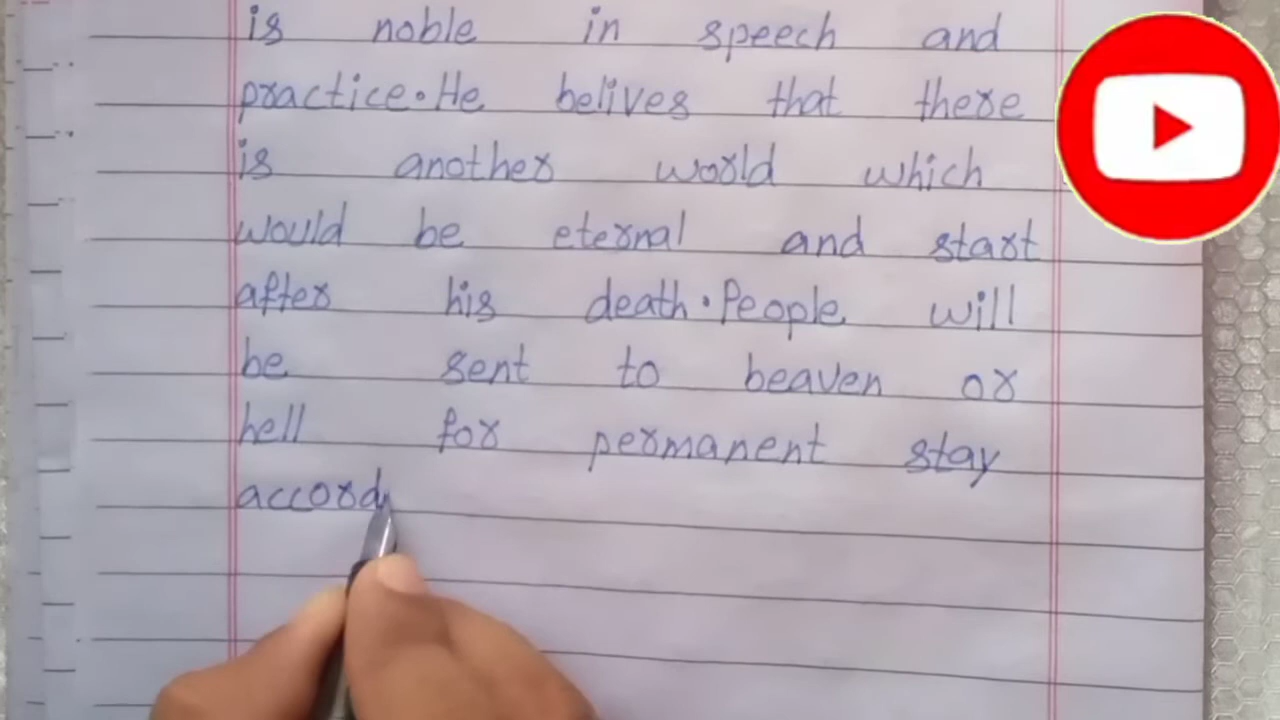 is noble in speech and
practice. He belives that there
is another world which
would be eternal and start
after his death. People will
be sent to beaven or
hell for permanent stay
accord